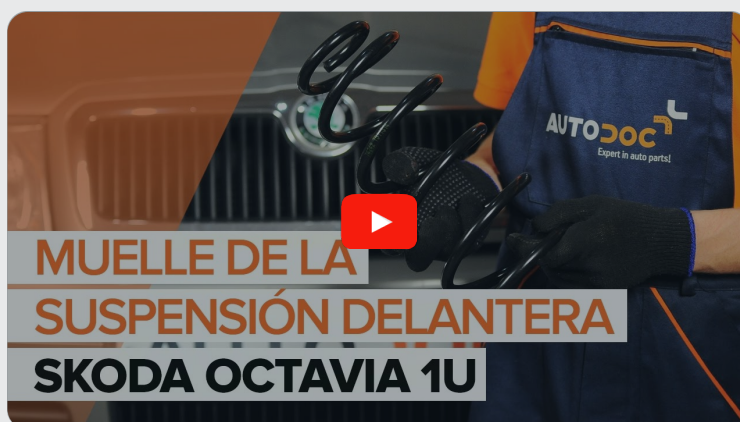 AUTODOC
Expert in auto parts!
MUELLE DE LA
SUSPENSIÓN DELANTERA
SKODA OCTAVIA 1U